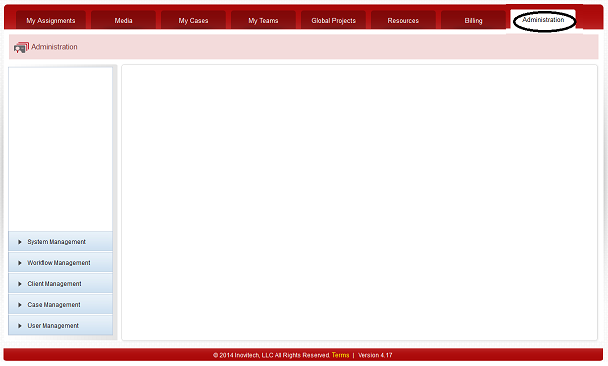 My Assignments
Media
My Cases
My Teams
Global Projects
Resources
Billing
Administration
Administration
System Management
Workflow Management
Client Management
Case Management
User Management
© 2014 Inovitech, LLC All Rights Reserved. Terms | Version 4.17